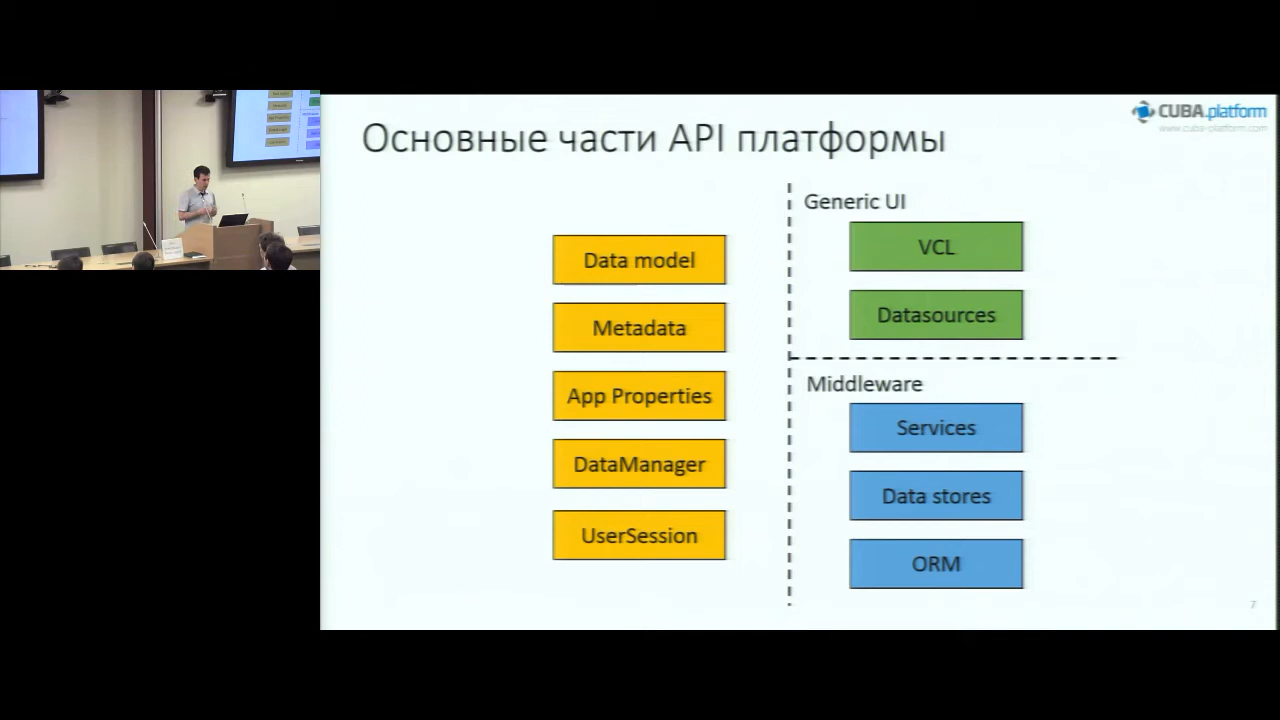 CUBA.platform
www.cuba-platform.com
Основные части API платформы
Data model
Metadata
App Properties
DataManager
UserSession
Generic UI
VCL
Datasources
Middleware
Services
Data stores
ORM
7